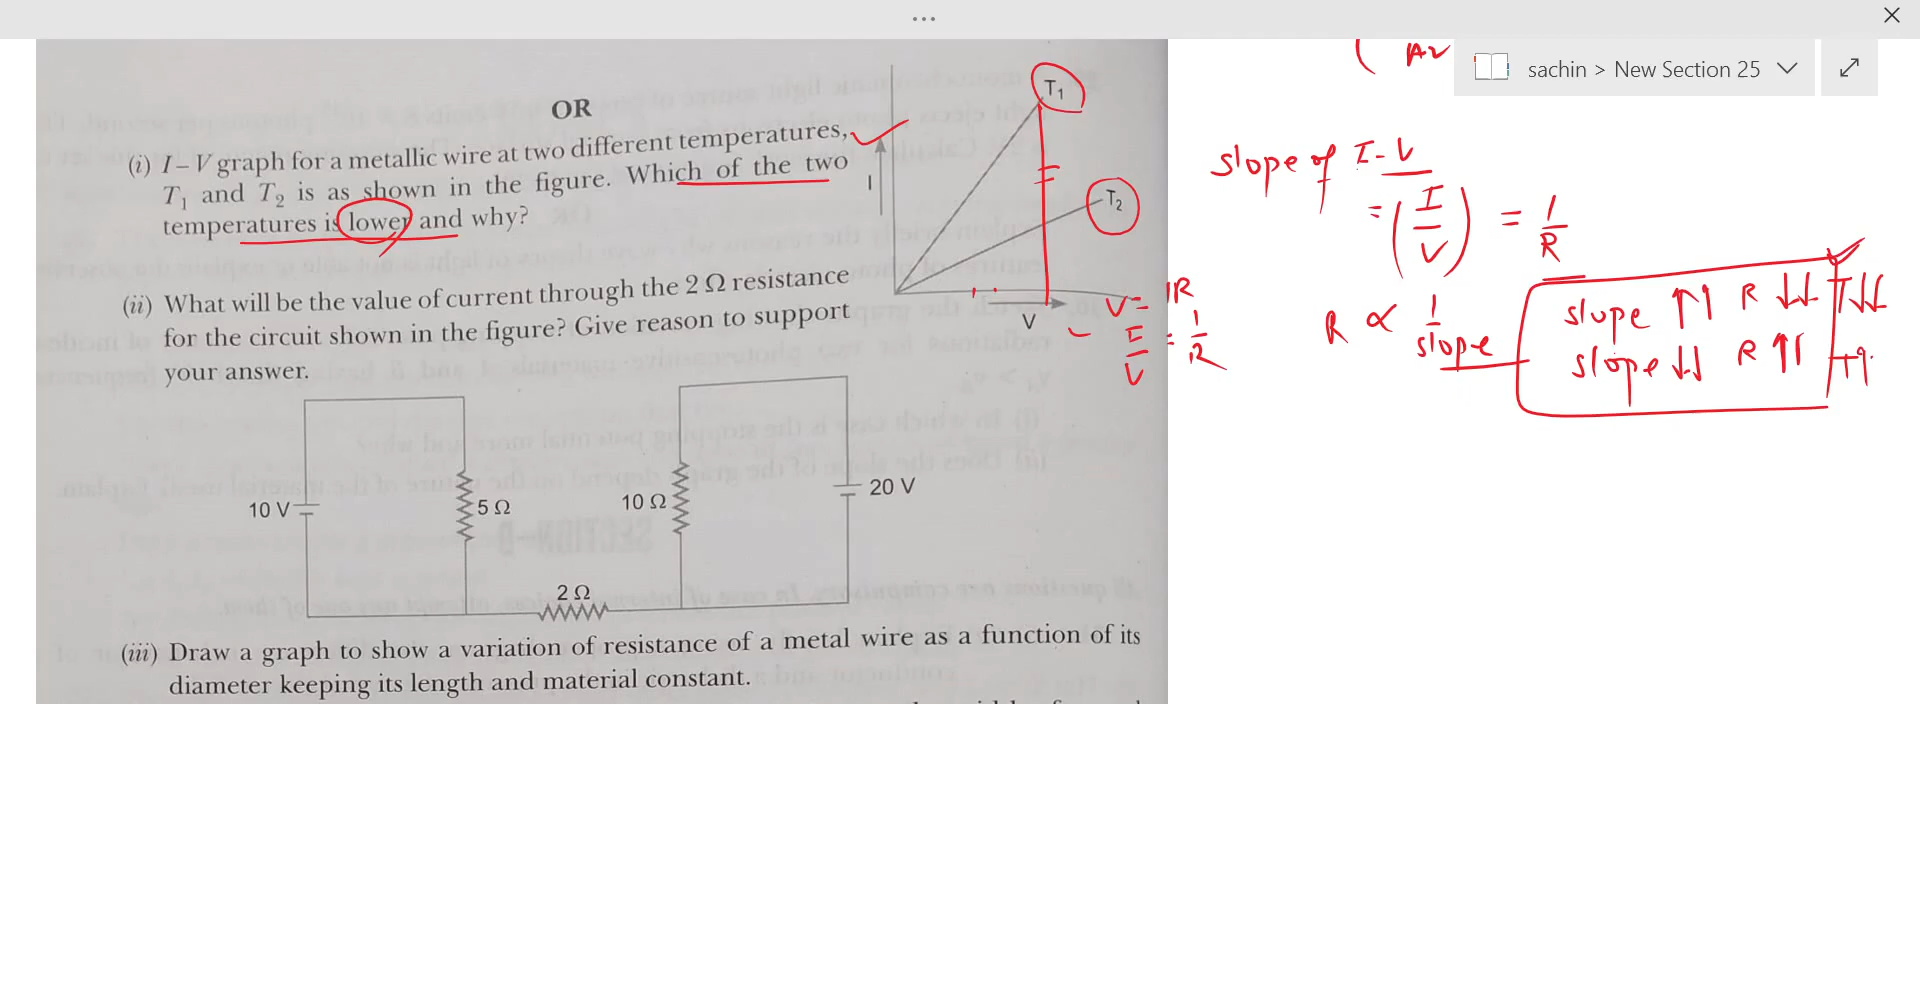 sachin > New Section 25
OR
(i) I – V graph for a metallic wire at two different temperatures,
T₁ and T₂ is as shown in the figure. Which of the two
temperatures is lower and why?
I
T₁
T₂
V
(ii) What will be the value of current through the 2 Ω resistance
for the circuit shown in the figure? Give reason to support
your answer.
10 V
5 Ω
10 Ω
20 V
2 Ω
(iii) Draw a graph to show a variation of resistance of a metal wire as a function of its
diameter keeping its length and material constant.
slope of I-V
= (I/V) = 1/R
V = IR
= 1/R
R ∝ 1/slope
slope ↑↑ R ↓↓ T↓↓
slope ↓↓ R ↑↑